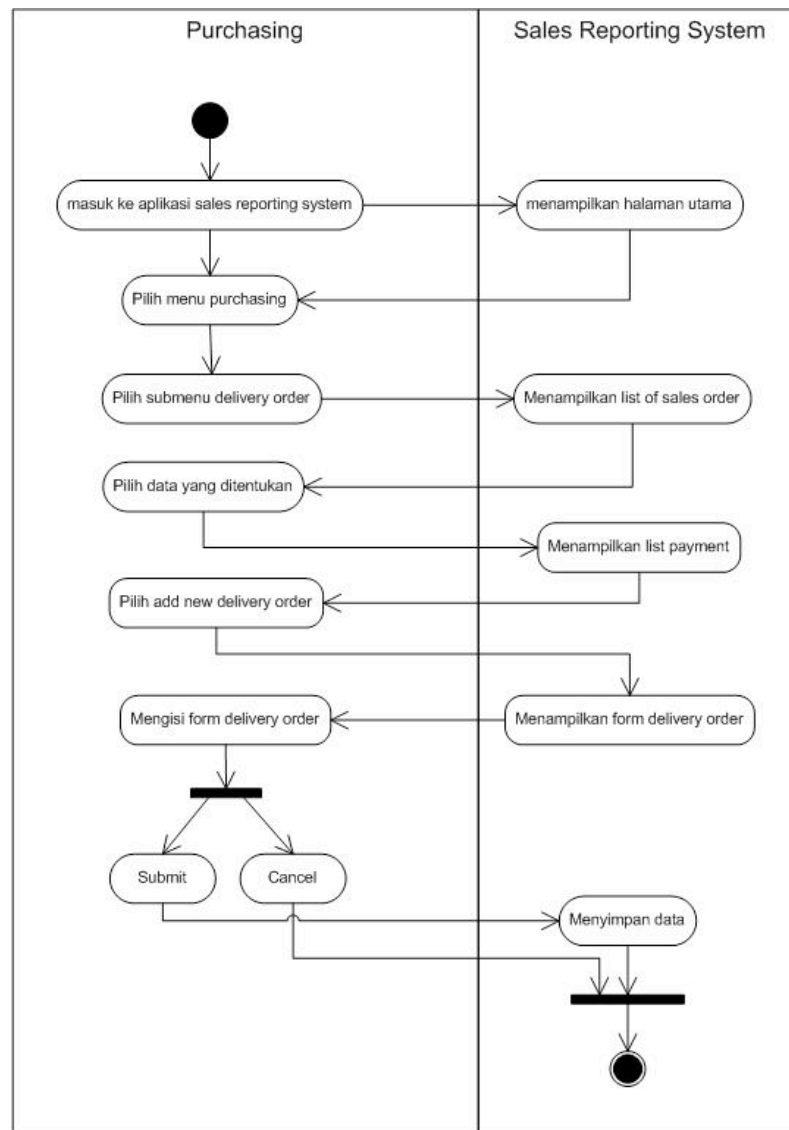 Purchasing
Sales Reporting System
masuk ke aplikasi sales reporting system
menampilkan halaman utama
Pilih menu purchasing
Pilih submenu delivery order
Menampilkan list of sales order
Pilih data yang ditentukan
Menampilkan list payment
Pilih add new delivery order
Mengisi form delivery order
Menampilkan form delivery order
Submit
Cancel
Menyimpan data